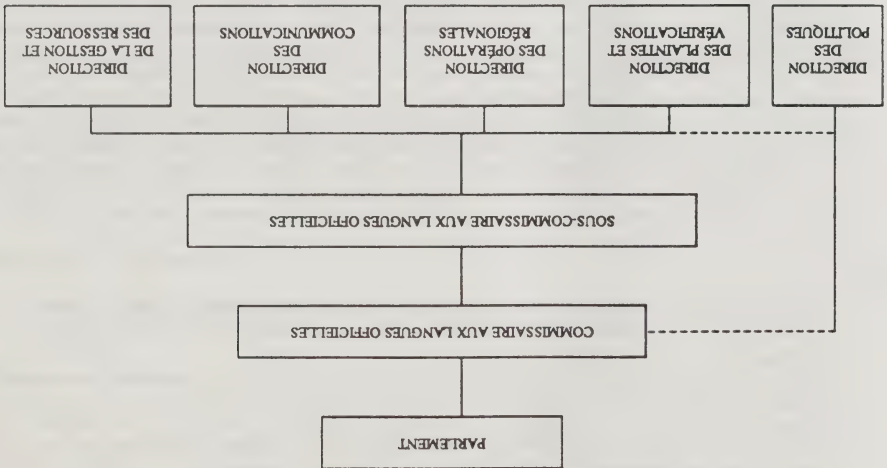 PARLEMENT
COMMISSAIRE AUX LANGUES OFFICIELLES
SOUS-COMMISSAIRE AUX LANGUES OFFICIELLES
DIRECTION
DES
POLITIQUES
DIRECTION
DES PLAINTES ET
VÉRIFICATIONS
DIRECTION
DES OPÉRATIONS
RÉGIONALES
DIRECTION
DES
COMMUNICATIONS
DIRECTION
DE LA GESTION ET
DES RESSOURCES